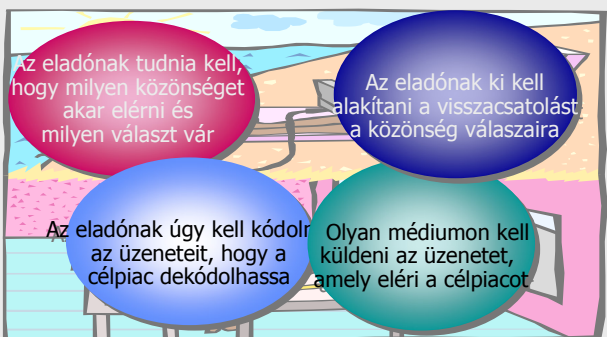 Az eladónak tudnia kell,
hogy milyen közönséget
akar elérni és
milyen választ vár
Az eladónak ki kell
alakítani a visszacsatolást
a közönség válaszaira
Az eladónak úgy kell kódolni
az üzeneteit, hogy a
célpiac dekódolhassa
Olyan médiumon kell
küldeni az üzenetet,
amely eléri a célpiacot